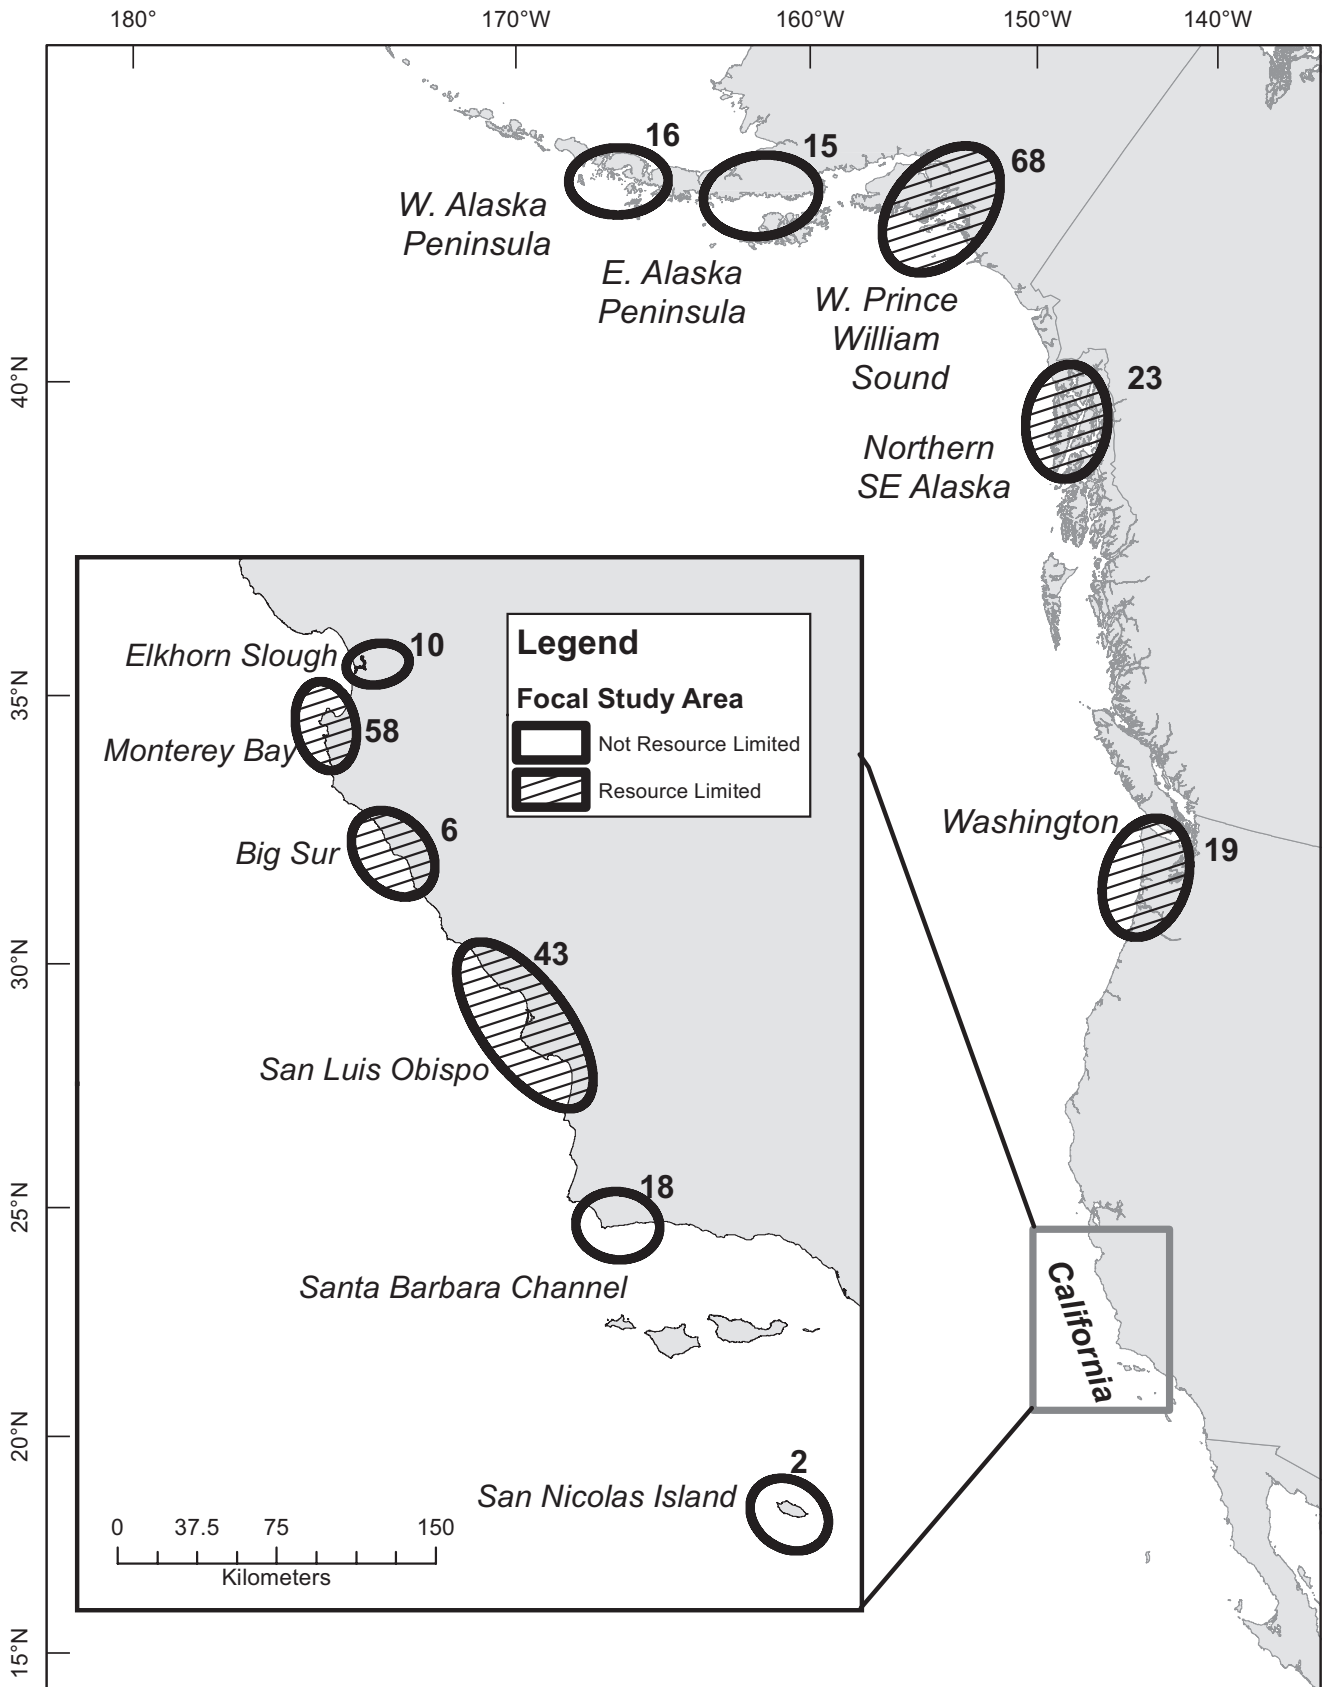 180°
170°W
160°W
150°W
140°W
16
15
68
W. Alaska
Peninsula
E. Alaska
Peninsula
W. Prince
William
Sound
40°N
23
Northern
SE Alaska
Elkhorn Slough
10
Legend
Focal Study Area
Not Resource Limited
Resource Limited
35°N
58
Monterey Bay
Washington
19
6
Big Sur
30°N
43
San Luis Obispo
25°N
18
Santa Barbara Channel
California
20°N
2
San Nicolas Island
0
37.5
75
150
Kilometers
15°N